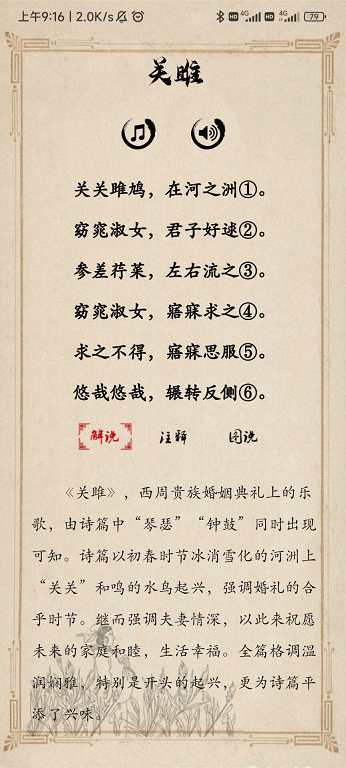 上午9:16 | 2.0K/s
4G 4G 79
关雎
关关雎鸠，在河之洲①。
窈窕淑女，君子好逑②。
参差荇菜，左右流之③。
窈窕淑女，寤寐求之④。
求之不得，寤寐思服⑤。
悠哉悠哉，辗转反侧⑥。
解说 注释 图说
《关雎》，西周贵族婚姻典礼上的乐
歌，由诗篇中“琴瑟”“钟鼓”同时出现
可知。诗篇以初春时节冰消雪化的河洲上
“关关”和鸣的水鸟起兴，强调婚礼的合
乎时节。继而强调夫妻情深，以此来祝愿
未来的家庭和睦，生活幸福。全篇格调温
润娴雅，特别是开头的起兴，更为诗篇平
添了兴味。